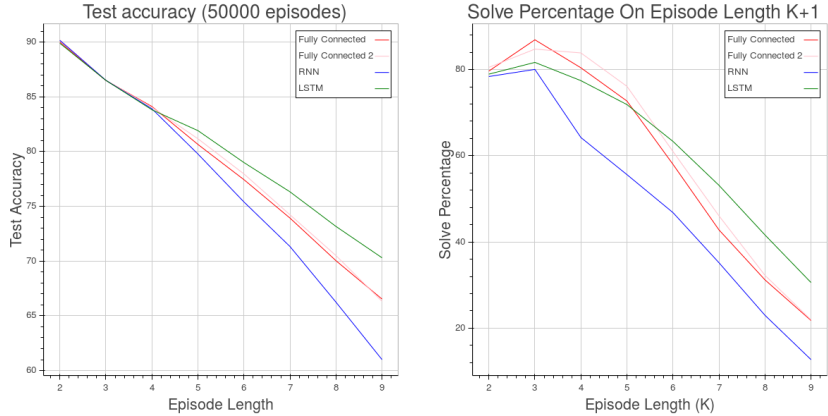 Test accuracy (50000 episodes)
Test Accuracy
90
85
80
75
70
65
60
Fully Connected
Fully Connected 2
RNN
LSTM
2 3 4 5 6 7 8 9
Episode Length
Solve Percentage On Episode Length K+1
Solve Percentage
80
60
40
20
Fully Connected
Fully Connected 2
RNN
LSTM
2 3 4 5 6 7 8 9
Episode Length (K)